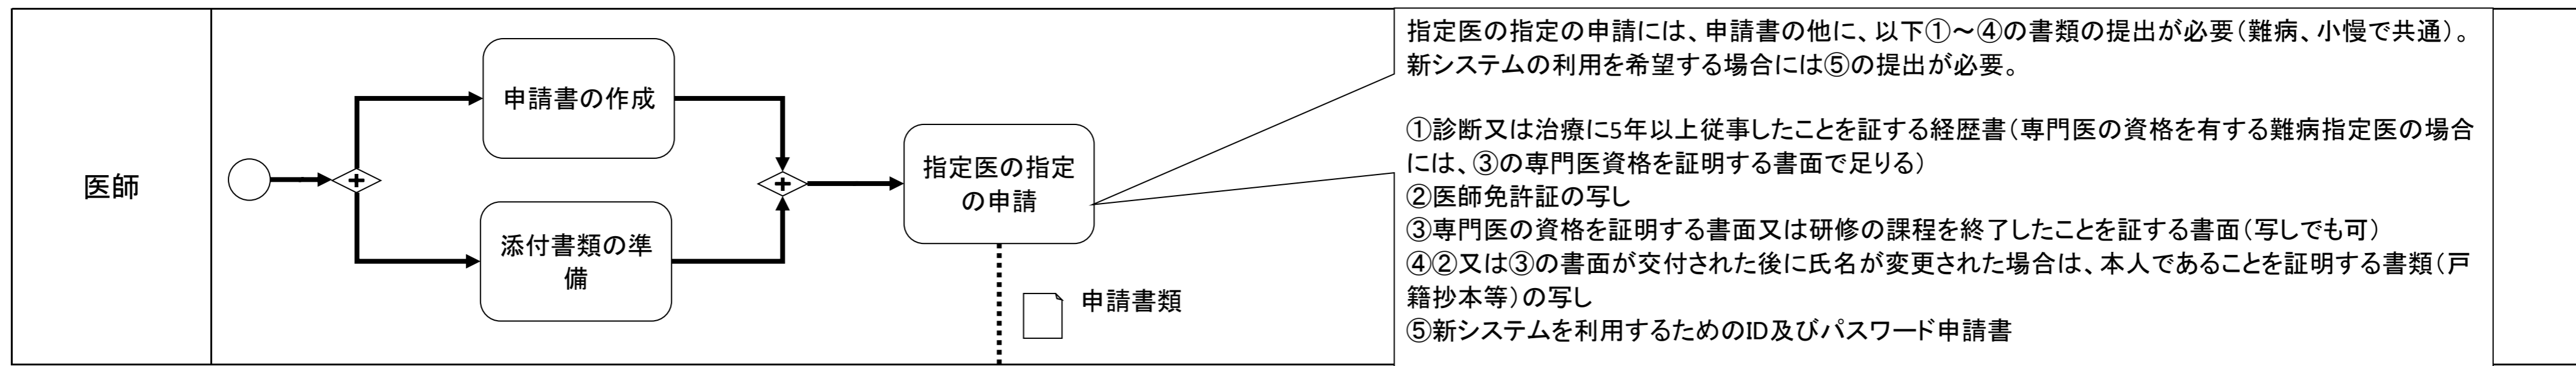 医師
申請書の作成
添付書類の準
備
指定医の指定
の申請
申請書類
指定医の指定の申請には、申請書の他に、以下①～④の書類の提出が必要（難病、小慢で共通）。
新システムの利用を希望する場合には⑤の提出が必要。
①診断又は治療に5年以上従事したことを証する経歴書（専門医の資格を有する難病指定医の場合
には、③の専門医資格を証明する書面で足りる）
②医師免許証の写し
③専門医の資格を証明する書面又は研修の課程を終了したことを証する書面（写しでも可）
④②又は③の書面が交付された後に氏名が変更された場合は、本人であることを証明する書類（戸
籍抄本等）の写し
⑤新システムを利用するためのID及びパスワード申請書